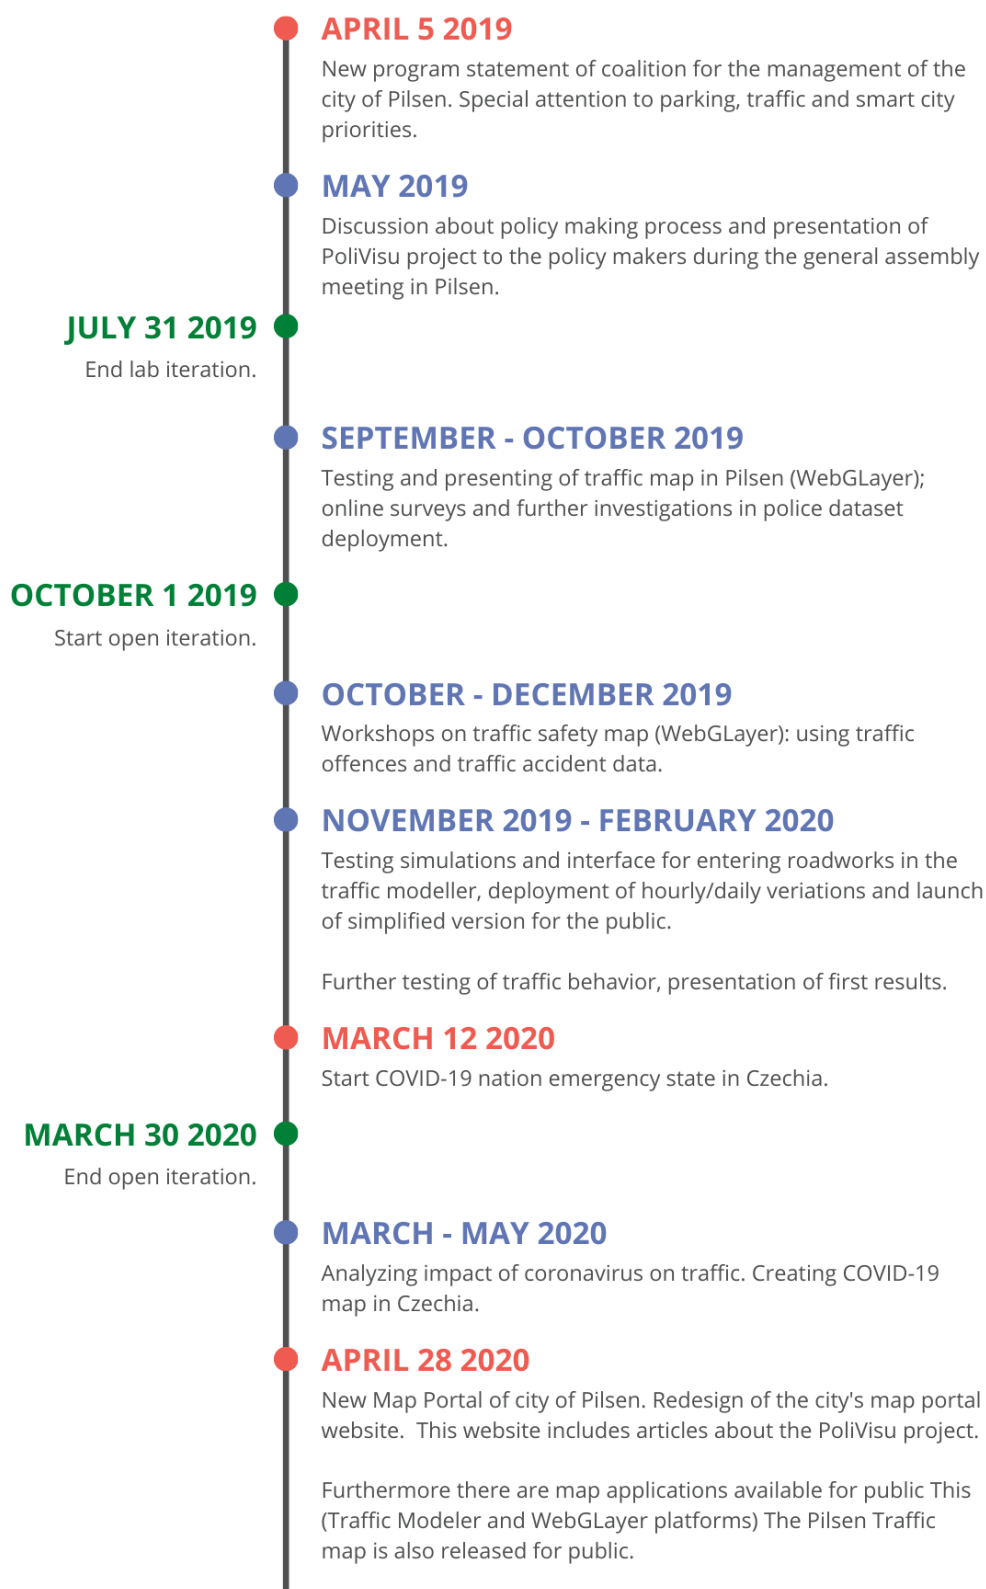 APRIL 5 2019
New program statement of coalition for the management of the
city of Pilsen. Special attention to parking, traffic and smart city
priorities.
MAY 2019
Discussion about policy making process and presentation of
PoliVisu project to the policy makers during the general assembly
meeting in Pilsen.
JULY 31 2019
End lab iteration.
SEPTEMBER - OCTOBER 2019
Testing and presenting of traffic map in Pilsen (WebGLayer);
online surveys and further investigations in police dataset
deployment.
OCTOBER 1 2019
Start open iteration.
OCTOBER - DECEMBER 2019
Workshops on traffic safety map (WebGLayer): using traffic
offences and traffic accident data.
NOVEMBER 2019 - FEBRUARY 2020
Testing simulations and interface for entering roadworks in the
traffic modeller, deployment of hourly/daily veriations and launch
of simplified version for the public.
Further testing of traffic behavior, presentation of first results.
MARCH 12 2020
Start COVID-19 nation emergency state in Czechia.
MARCH 30 2020
End open iteration.
MARCH - MAY 2020
Analyzing impact of coronavirus on traffic. Creating COVID-19
map in Czechia.
APRIL 28 2020
New Map Portal of city of Pilsen. Redesign of the city's map portal
website.  This website includes articles about the PoliVisu project.
Furthermore there are map applications available for public This
(Traffic Modeler and WebGLayer platforms) The Pilsen Traffic
map is also released for public.